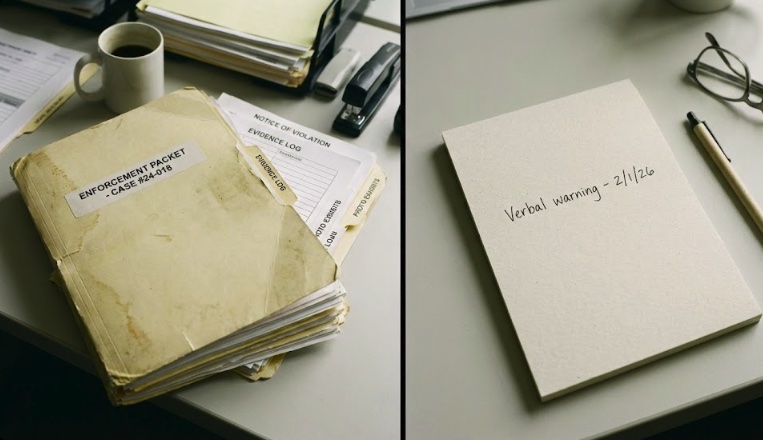 ENFORCEMENT PACKET
- CASE #24-018
NOTICE OF VIOLATION
EVIDENCE LOG
EVIDENCE LOG
PHOTO EXHIBITS
Verbal warning - 2/1/26